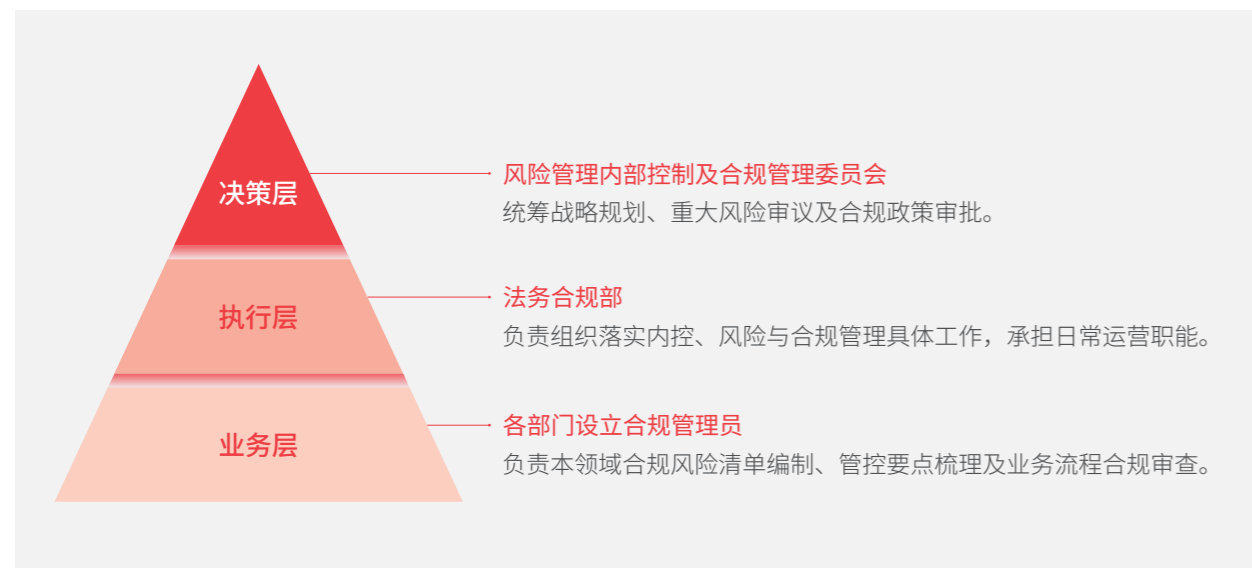 决策层
风险管理内部控制及合规管理委员会
统筹战略规划、重大风险审议及合规政策审批。
执行层
法务合规部
负责组织落实内控、风险与合规管理具体工作，承担日常运营职能。
业务层
各部门设立合规管理员
负责本领域合规风险清单编制、管控要点梳理及业务流程合规审查。